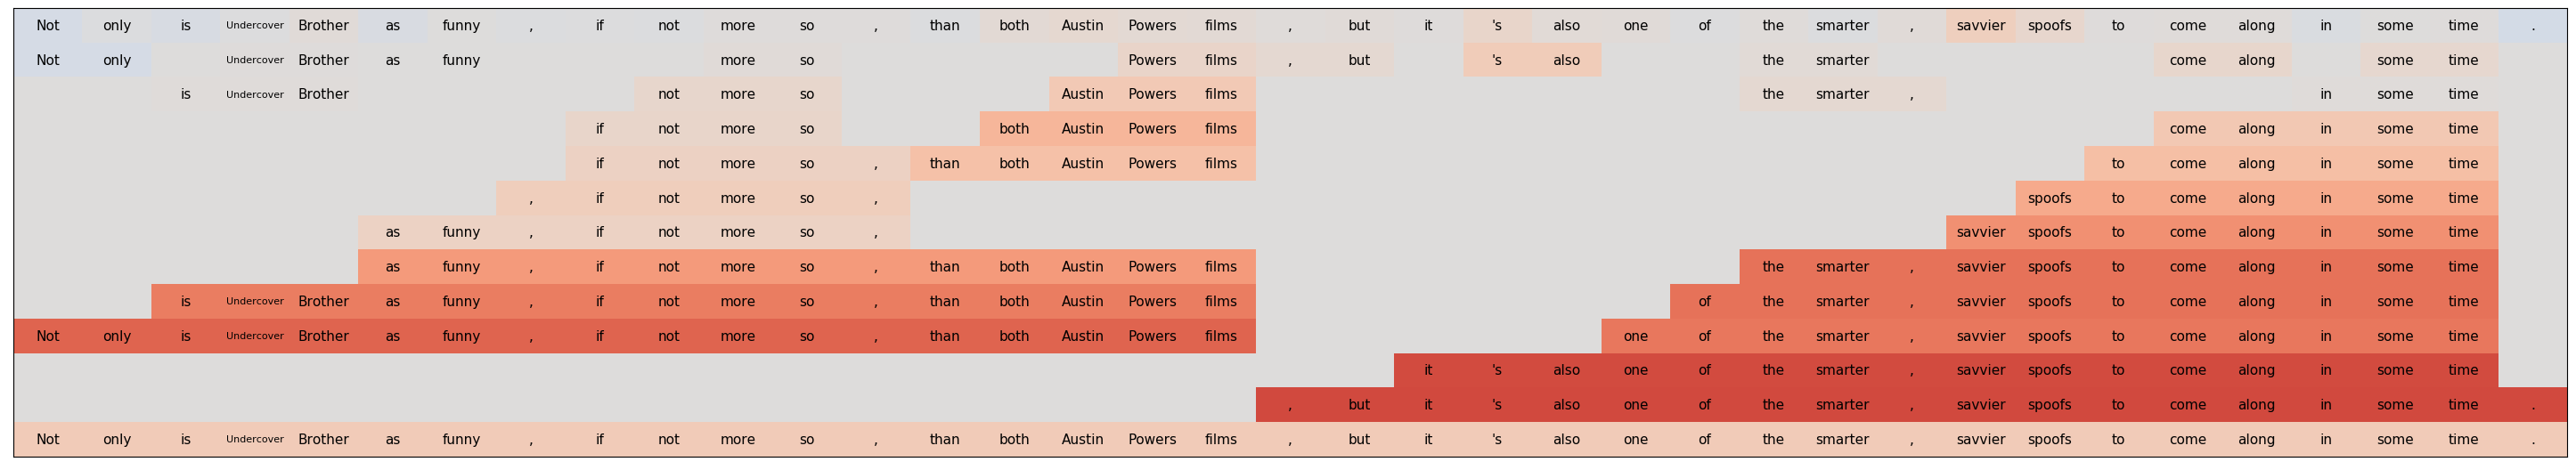 Not only is Undercover Brother as funny , if not more so , than both Austin Powers films , but it 's also one of the smarter , savvier spoofs to come along in some time .
Not only Undercover Brother as funny more so Powers films , but 's also the smarter come along some time
is Undercover Brother not more so Austin Powers films the smarter , in some time
if not more so both Austin Powers films come along in some time
if not more so , than both Austin Powers films to come along in some time
, if not more so , spoofs to come along in some time
as funny , if not more so , savvier spoofs to come along in some time
as funny , if not more so , than both Austin Powers films the smarter , savvier spoofs to come along in some time
is Undercover Brother as funny , if not more so , than both Austin Powers films of the smarter , savvier spoofs to come along in some time
Not only is Undercover Brother as funny , if not more so , than both Austin Powers films one of the smarter , savvier spoofs to come along in some time
it 's also one of the smarter , savvier spoofs to come along in some time
, but it 's also one of the smarter , savvier spoofs to come along in some time .
Not only is Undercover Brother as funny , if not more so , than both Austin Powers films , but it 's also one of the smarter , savvier spoofs to come along in some time .